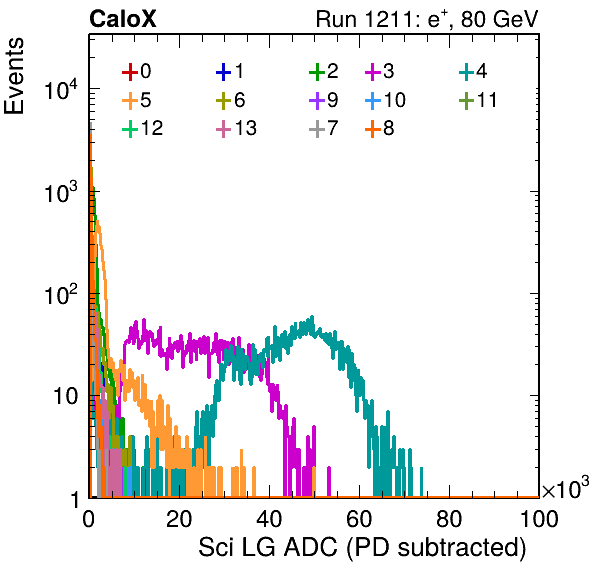 CaloX Run 1211: e⁺, 80 GeV
Events
0 1 2 3 4
5 6 9 10 11
12 13 7 8
10⁴
10³
10²
10
1
0 20 40 60 80 100
×10³
Sci LG ADC (PD subtracted)